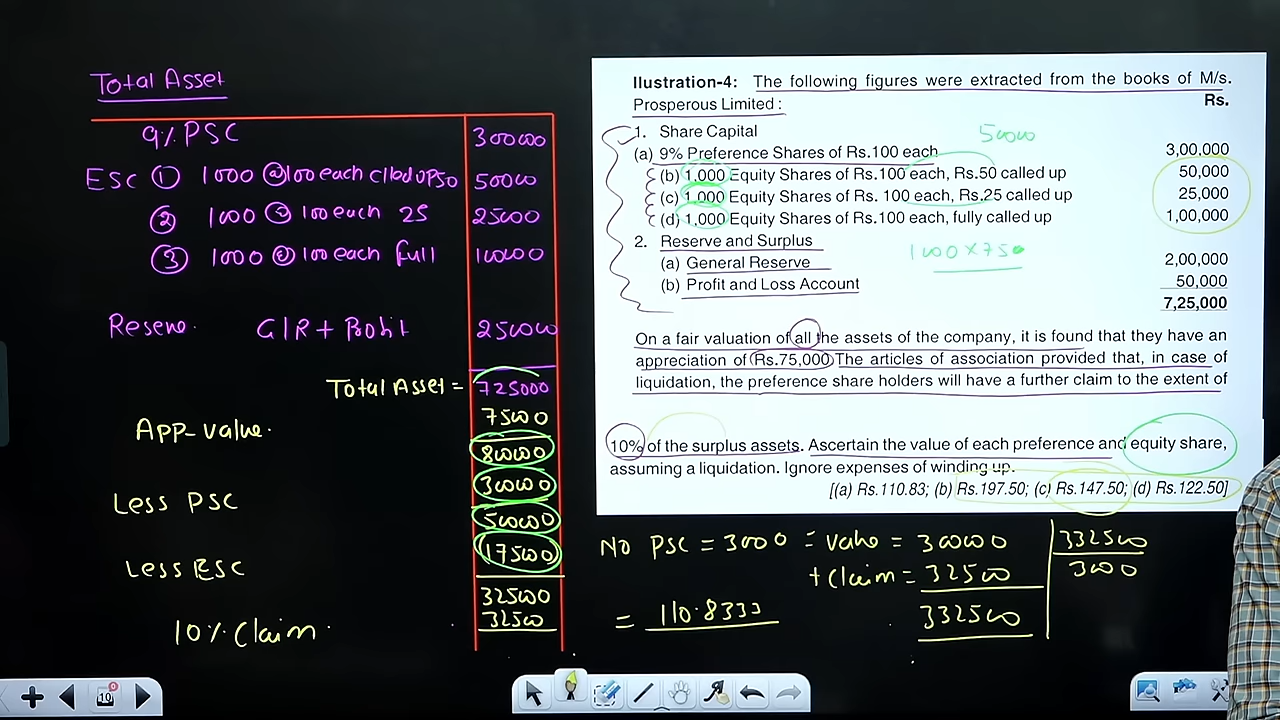 Total Asset
9% PSC 300000
ESC ① 1000 @100 each clled up50 50000
② 1000 @ 100 each 25 25000
③ 1000 @ 100 each full 100000
Reserve. G/R + Profit 250000
Total Asset = 725000
App-value. 75000
800000
Less PSC 300000
500000
Less ESC 175000
325000
10% Claim. 32500
Ilustration-4: The following figures were extracted from the books of M/s.
Prosperous Limited :
Rs.
1. Share Capital
50000
(a) 9% Preference Shares of Rs.100 each 3,00,000
(b) 1,000 Equity Shares of Rs.100 each, Rs.50 called up 50,000
(c) 1,000 Equity Shares of Rs. 100 each, Rs.25 called up 25,000
(d) 1,000 Equity Shares of Rs.100 each, fully called up 1,00,000
2. Reserve and Surplus
1000 x 750
(a) General Reserve 2,00,000
(b) Profit and Loss Account 50,000
7,25,000
On a fair valuation of all the assets of the company, it is found that they have an
appreciation of Rs.75,000 The articles of association provided that, in case of
liquidation, the preference share holders will have a further claim to the extent of
10% of the surplus assets. Ascertain the value of each preference and equity share,
assuming a liquidation. Ignore expenses of winding up.
[(a) Rs.110.83; (b) Rs.197.50; (c) Rs.147.50; (d) Rs.122.50]
No PSC = 3000 = Value = 300000
+ Claim = 32500
332500
332500
3000
= 110.8333
10
0